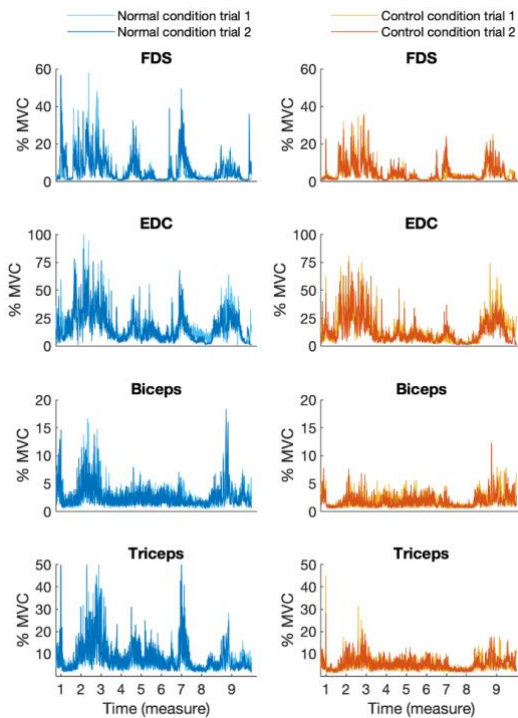 Normal condition trial 1
Normal condition trial 2
Control condition trial 1
Control condition trial 2
FDS
FDS
% MVC
60
40
20
0
% MVC
60
40
20
0
EDC
EDC
% MVC
100
75
50
25
0
% MVC
100
75
50
25
0
Biceps
Biceps
% MVC
20
15
10
5
0
% MVC
20
15
10
5
0
Triceps
Triceps
% MVC
50
40
30
20
10
% MVC
50
40
30
20
10
1 2 3 4 5 6 7 8 9
1 2 3 4 5 6 7 8 9
Time (measure)
Time (measure)